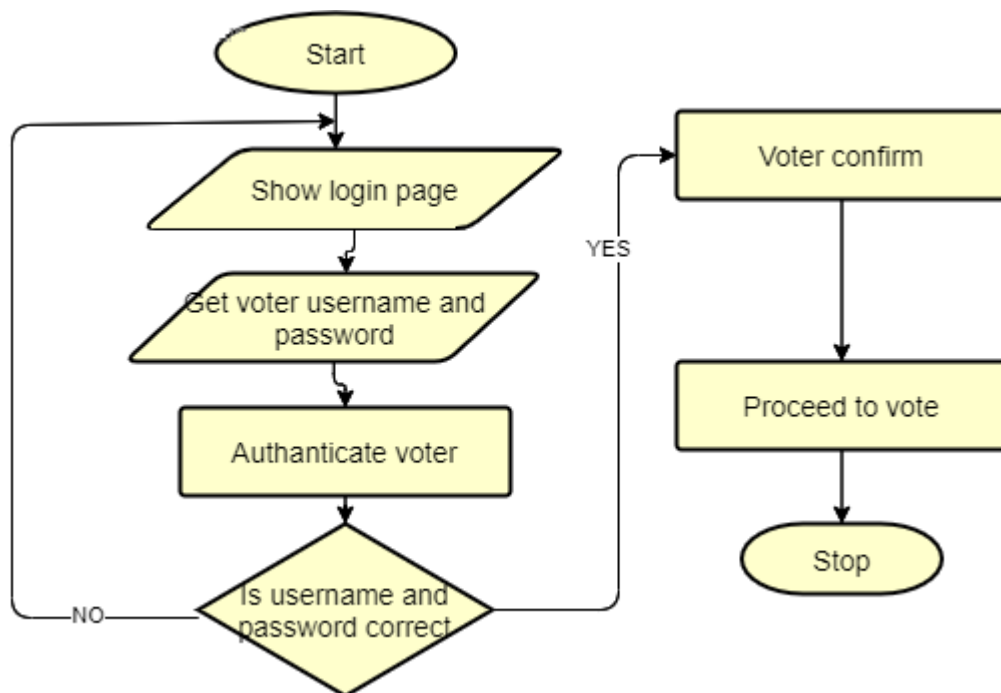 Start
Show login page
Get voter username and
password
Authanticate voter
Is username and
password correct
NO
YES
Voter confirm
Proceed to vote
Stop